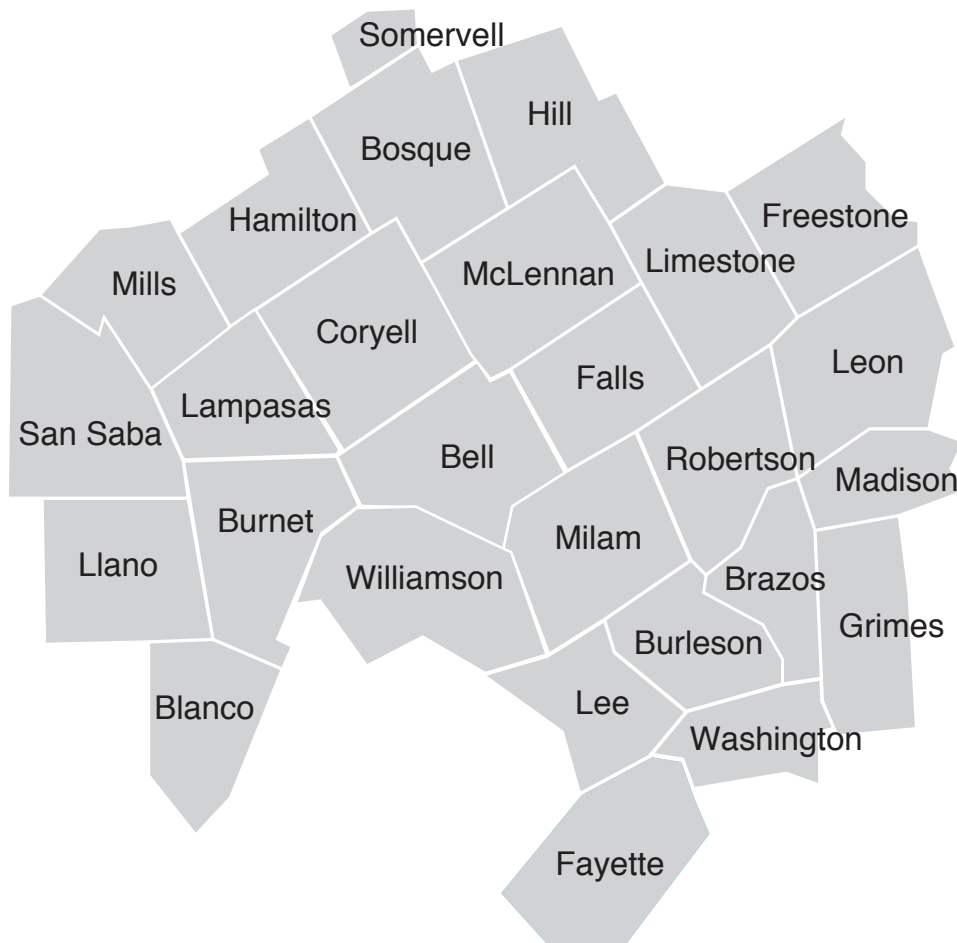 Somervell
Hill
Bosque
Freestone
Hamilton
Limestone
McLennan
Mills
Coryell
Leon
Falls
Lampasas
San Saba
Bell
Robertson
Madison
Burnet
Milam
Llano
Williamson
Brazos
Grimes
Burleson
Lee
Blanco
Washington
Fayette